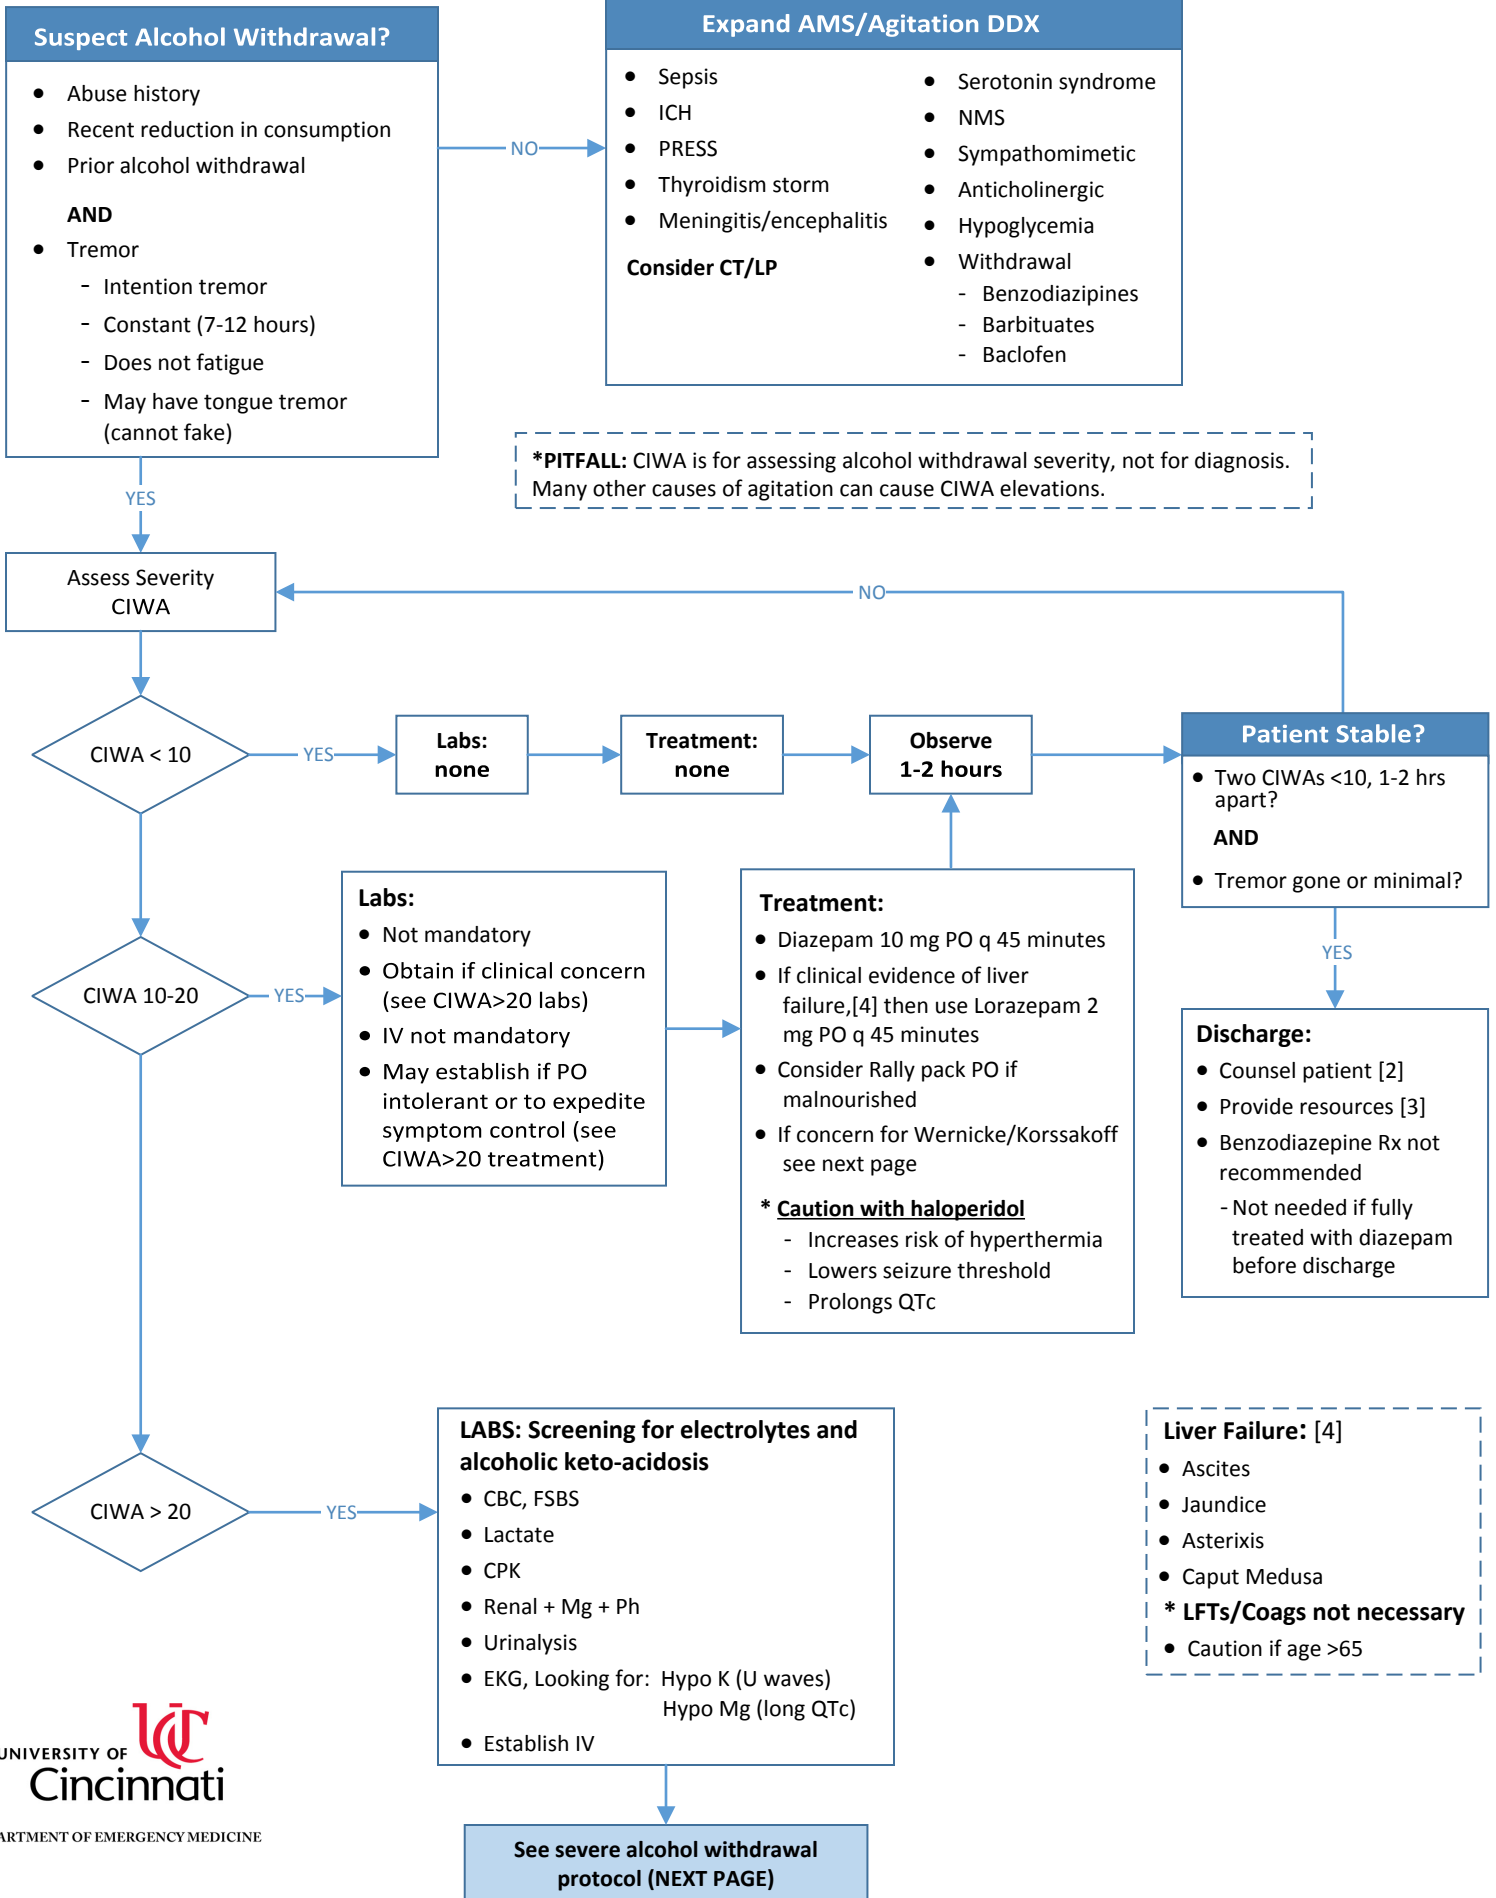 Suspect Alcohol Withdrawal?
• Abuse history
• Recent reduction in consumption
• Prior alcohol withdrawal
AND
• Tremor
- Intention tremor
- Constant (7-12 hours)
- Does not fatigue
- May have tongue tremor
(cannot fake)
NO
Expand AMS/Agitation DDX
• Sepsis
• ICH
• PRESS
• Thyroidism storm
• Meningitis/encephalitis
Consider CT/LP
• Serotonin syndrome
• NMS
• Sympathomimetic
• Anticholinergic
• Hypoglycemia
• Withdrawal
- Benzodiazipines
- Barbituates
- Baclofen
*PITFALL: CIWA is for assessing alcohol withdrawal severity, not for diagnosis.
Many other causes of agitation can cause CIWA elevations.
YES
Assess Severity
CIWA
NO
CIWA < 10
YES
Labs:
none
Treatment:
none
Observe
1-2 hours
Patient Stable?
• Two CIWAs <10, 1-2 hrs
apart?
AND
• Tremor gone or minimal?
YES
CIWA 10-20
YES
Labs:
• Not mandatory
• Obtain if clinical concern
(see CIWA>20 labs)
• IV not mandatory
• May establish if PO
intolerant or to expedite
symptom control (see
CIWA>20 treatment)
Treatment:
• Diazepam 10 mg PO q 45 minutes
• If clinical evidence of liver
failure,[4] then use Lorazepam 2
mg PO q 45 minutes
• Consider Rally pack PO if
malnourished
• If concern for Wernicke/Korssakoff
see next page
* Caution with haloperidol
- Increases risk of hyperthermia
- Lowers seizure threshold
- Prolongs QTc
Discharge:
• Counsel patient [2]
• Provide resources [3]
• Benzodiazepine Rx not
recommended
- Not needed if fully
treated with diazepam
before discharge
CIWA > 20
YES
LABS: Screening for electrolytes and
alcoholic keto-acidosis
• CBC, FSBS
• Lactate
• CPK
• Renal + Mg + Ph
• Urinalysis
• EKG, Looking for: Hypo K (U waves)
Hypo Mg (long QTc)
• Establish IV
Liver Failure: [4]
• Ascites
• Jaundice
• Asterixis
• Caput Medusa
* LFTs/Coags not necessary
• Caution if age >65
See severe alcohol withdrawal
protocol (NEXT PAGE)
UC
UNIVERSITY OF
Cincinnati
ARTMENT OF EMERGENCY MEDICINE